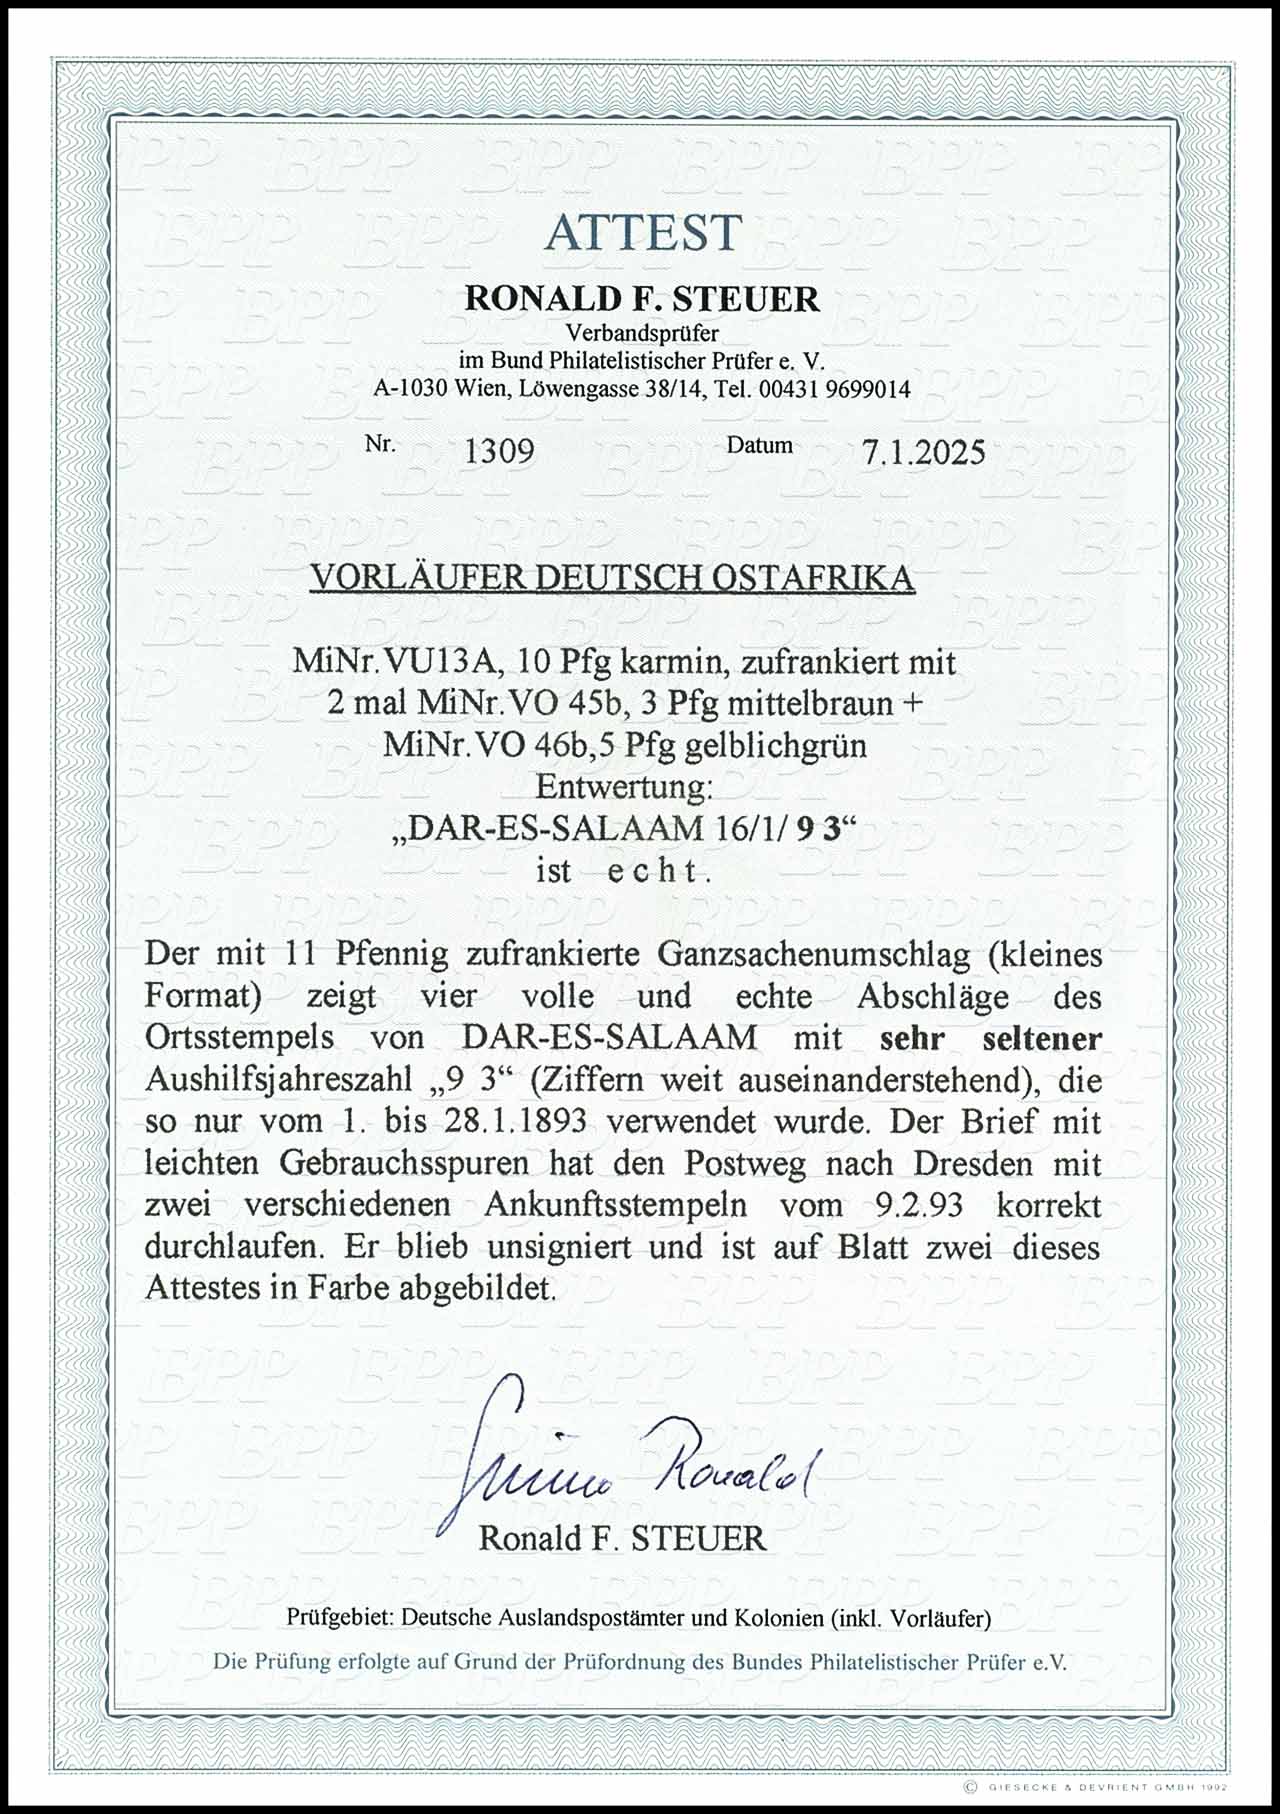 ATTEST
RONALD F. STEUER
Verbandsprüfer
im Bund Philatelistischer Prüfer e. V.
A-1030 Wien, Löwengasse 38/14, Tel. 00431 9699014
Nr. 1309 Datum 7.1.2025
VORLÄUFER DEUTSCH OSTAFRIKA
MiNr.VU13A, 10 Pfg karmin, zufrankiert mit
2 mal MiNr.VO 45b, 3 Pfg mittelbraun +
MiNr.VO 46b,5 Pfg gelblichgrün
Entwertung:
„DAR-ES-SALAAM 16/1/ 9 3“
ist e c h t .
Der mit 11 Pfennig zufrankierte Ganzsachenumschlag (kleines
Format) zeigt vier volle und echte Abschläge des
Ortsstempels von DAR-ES-SALAAM mit sehr seltener
Aushilfsjahreszahl „9 3“ (Ziffern weit auseinanderstehend), die
so nur vom 1. bis 28.1.1893 verwendet wurde. Der Brief mit
leichten Gebrauchsspuren hat den Postweg nach Dresden mit
zwei verschiedenen Ankunftsstempeln vom 9.2.93 korrekt
durchlaufen. Er blieb unsigniert und ist auf Blatt zwei dieses
Attestes in Farbe abgebildet.
Ronald
Ronald F. STEUER
Prüfgebiet: Deutsche Auslandspostämter und Kolonien (inkl. Vorläufer)
Die Prüfung erfolgte auf Grund der Prüfordnung des Bundes Philatelistischer Prüfer e.V.
© GIESECKE & DEVRIENT GMBH 1992